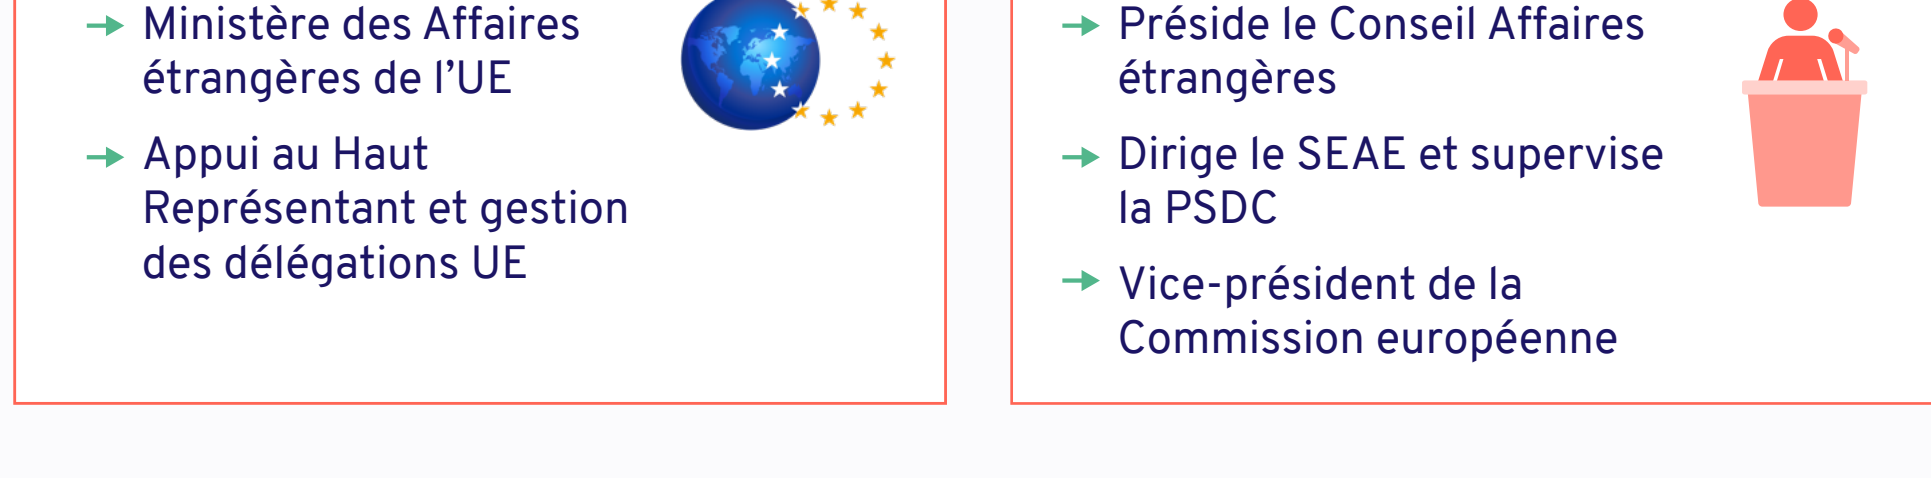 Ministère des Affaires
étrangères de l’UE
Appui au Haut
Représentant et gestion
des délégations UE
Préside le Conseil Affaires
étrangères
Dirige le SEAE et supervise
la PSDC
Vice-président de la
Commission européenne